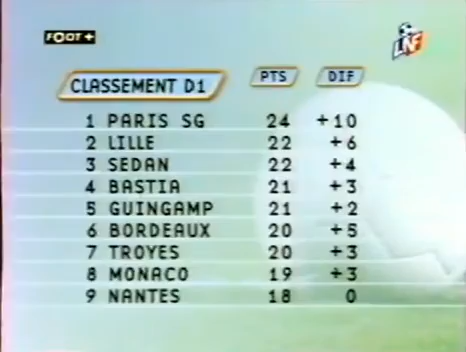 FOOT+
LNF
CLASSEMENT D1 PTS DIF
1 PARIS SG 24 +10
2 LILLE 22 +6
3 SEDAN 22 +4
4 BASTIA 21 +3
5 GUINGAMP 21 +2
6 BORDEAUX 20 +5
7 TROYES 20 +3
8 MONACO 19 +3
9 NANTES 18 0